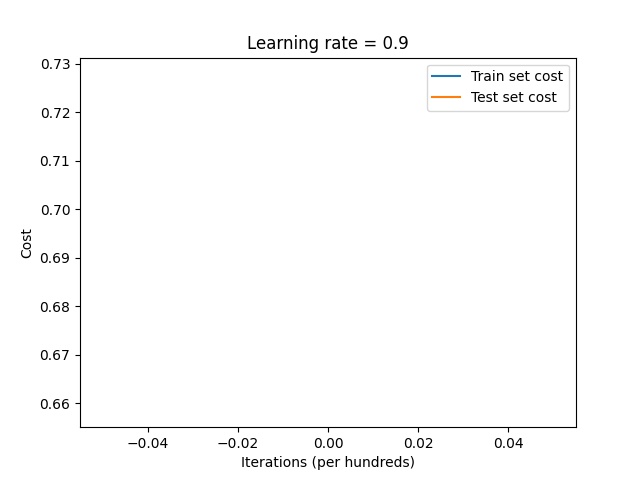 Learning rate = 0.9
Train set cost
Test set cost
0.73
0.72
0.71
0.70
0.69
0.68
0.67
0.66
Cost
−0.04
−0.02
0.00
0.02
0.04
Iterations (per hundreds)